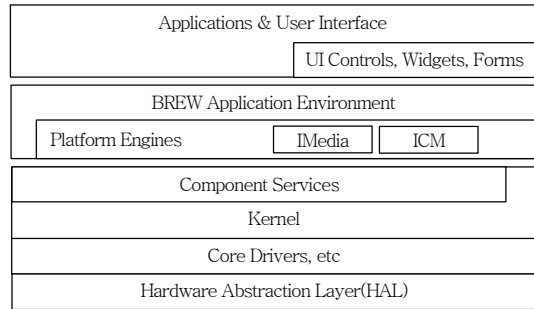 Applications & User Interface
UI Controls, Widgets, Forms
BREW Application Environment
Platform Engines IMedia ICM
Component Services
Kernel
Core Drivers, etc
Hardware Abstraction Layer(HAL)